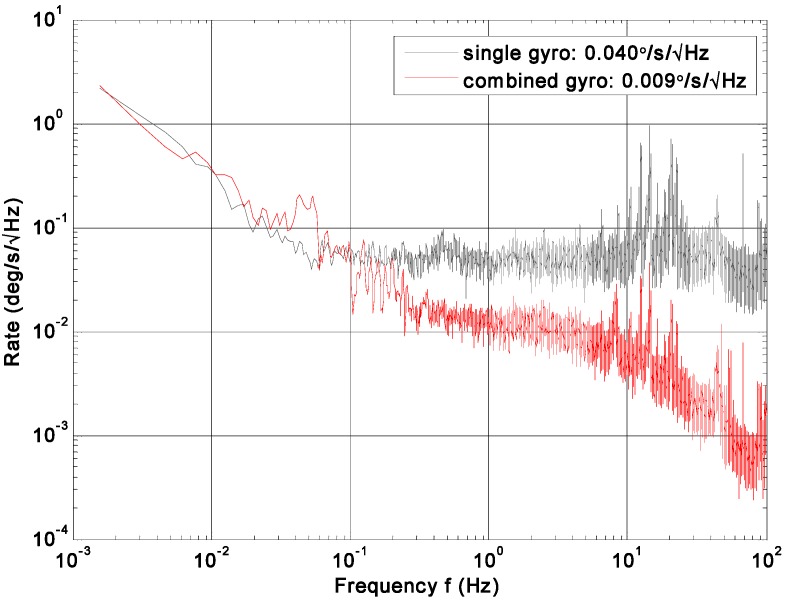 single gyro: 0.040°/s/√Hz
combined gyro: 0.009°/s/√Hz
Rate (deg/s/√Hz)
10^1
10^0
10^-1
10^-2
10^-3
10^-4
10^-3 10^-2 10^-1 10^0 10^1 10^2
Frequency f (Hz)